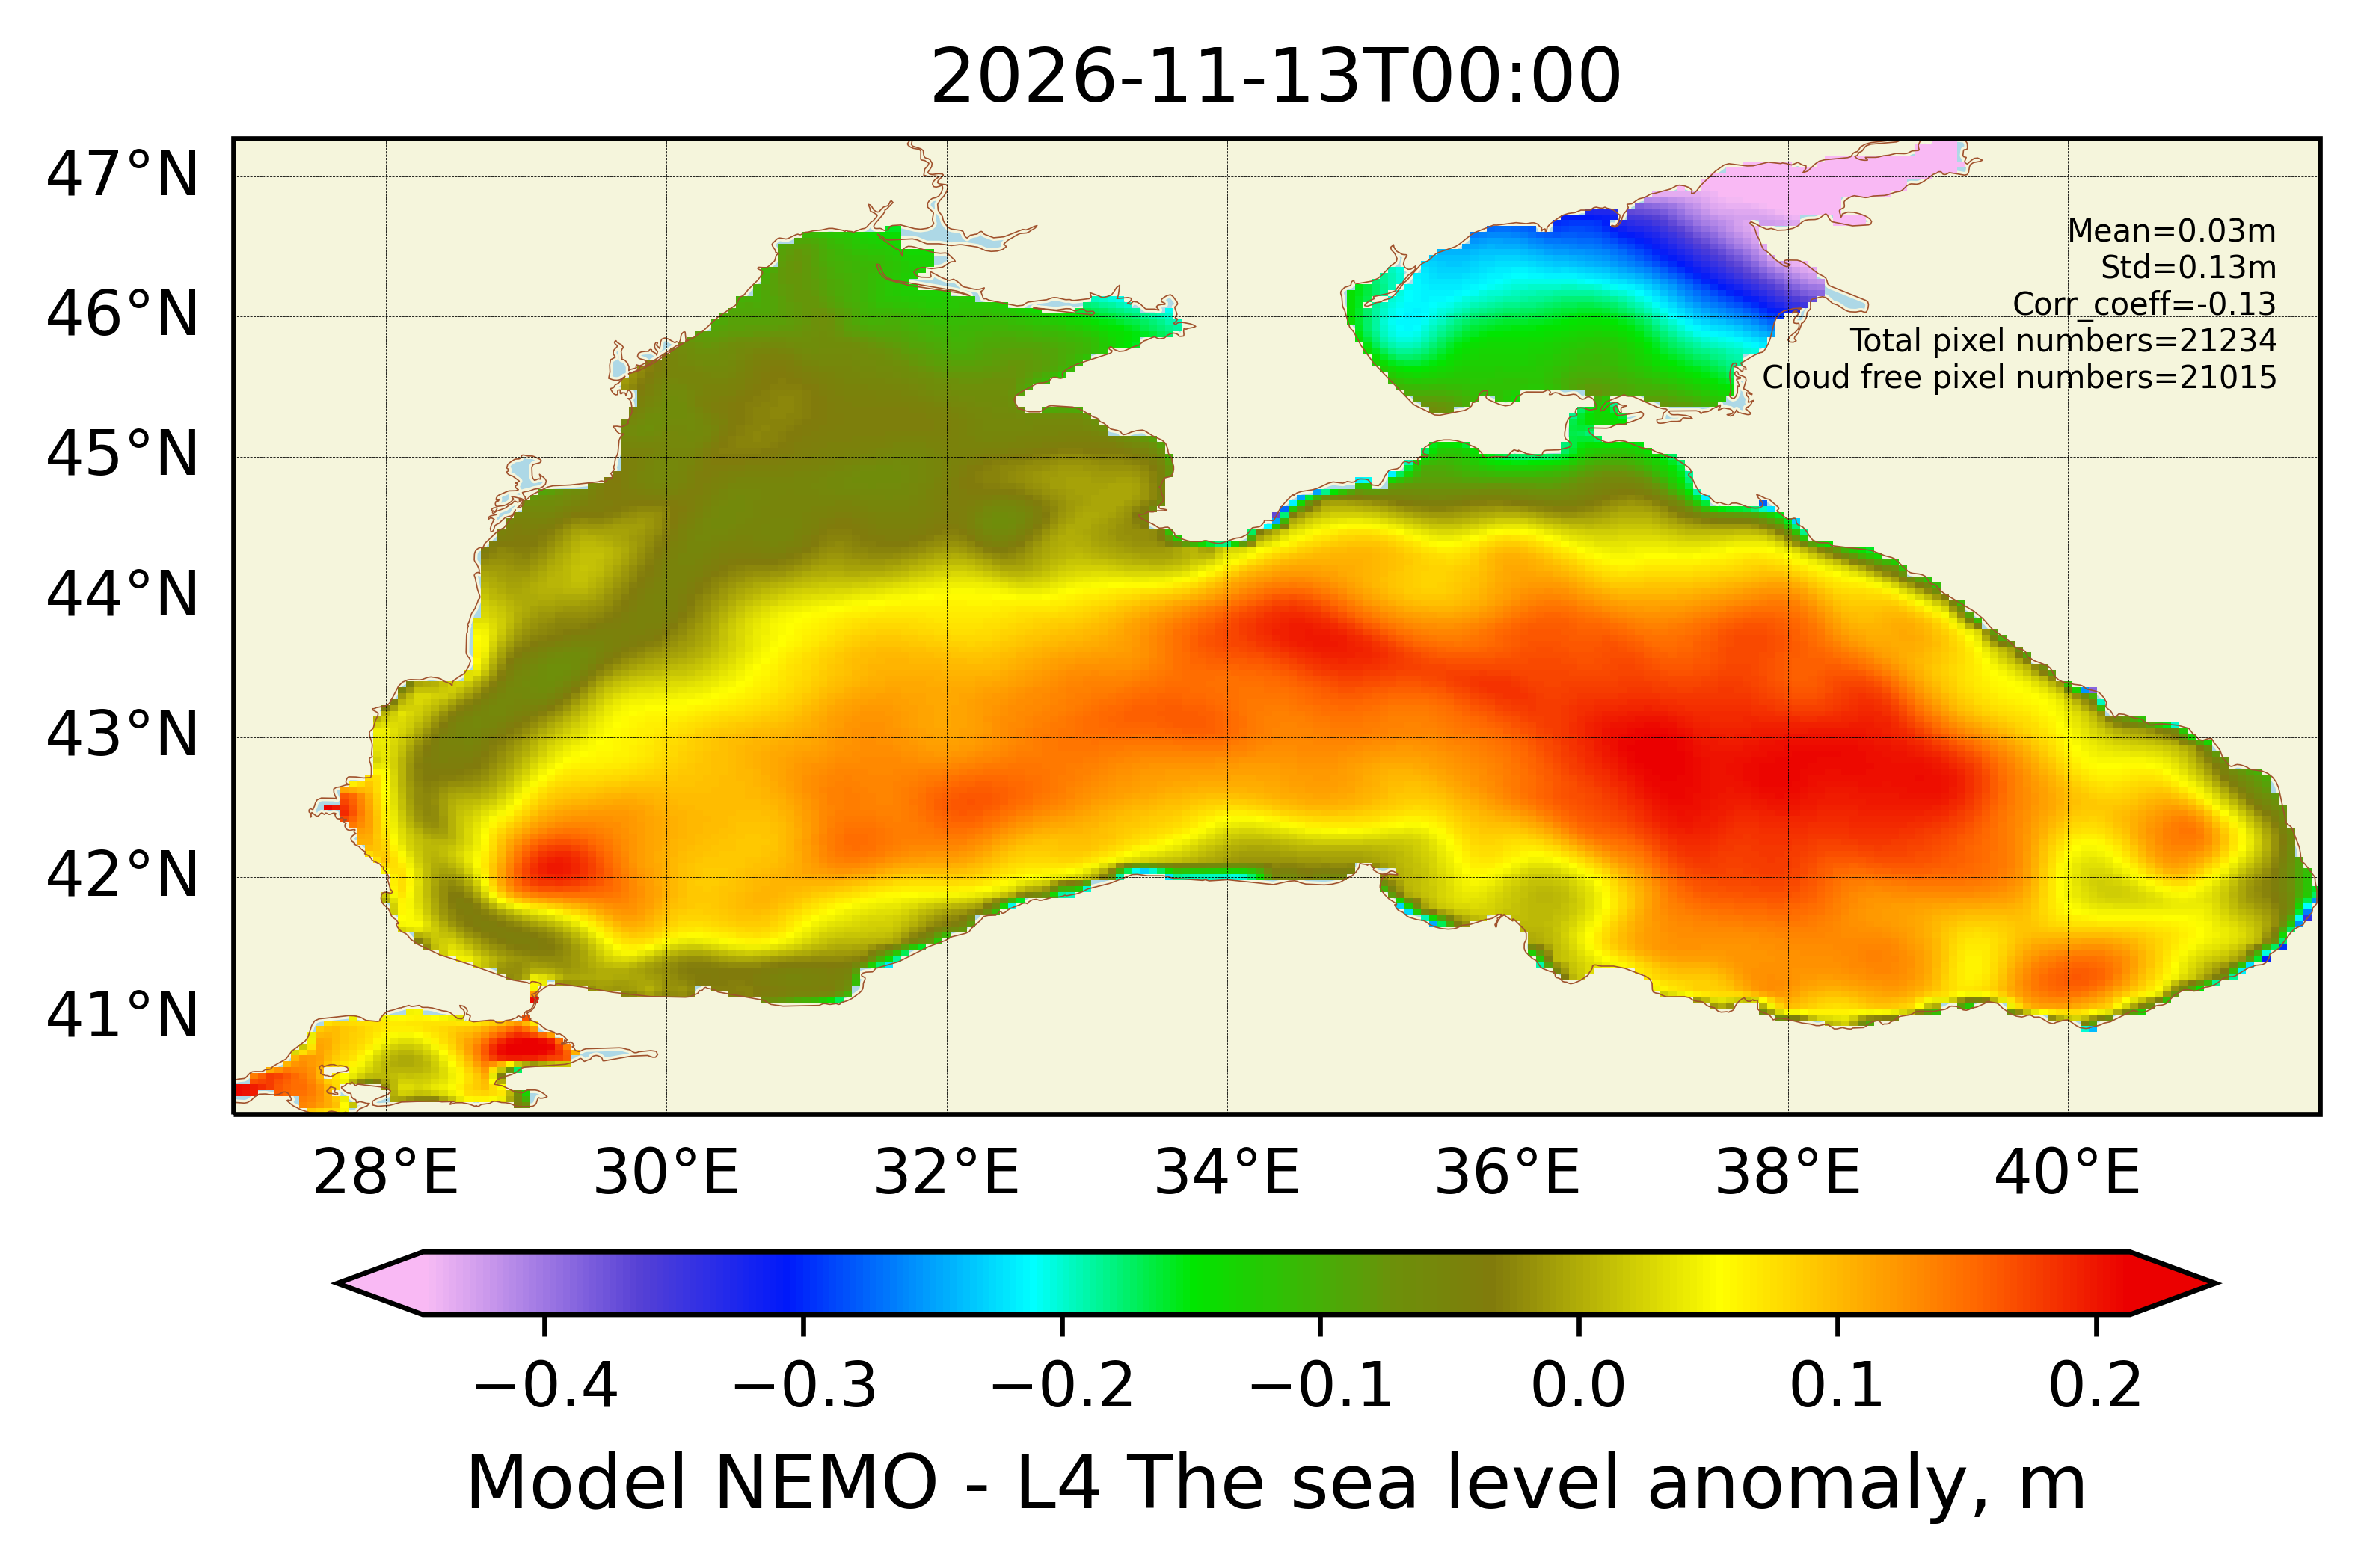 2026-11-13T00:00
47°N
46°N
45°N
44°N
43°N
42°N
41°N
Mean=0.03m
Std=0.13m
Corr_coeff=-0.13
Total pixel numbers=21234
Cloud free pixel numbers=21015
28°E 30°E 32°E 34°E 36°E 38°E 40°E
−0.4 −0.3 −0.2 −0.1 0.0 0.1 0.2
Model NEMO - L4 The sea level anomaly, m